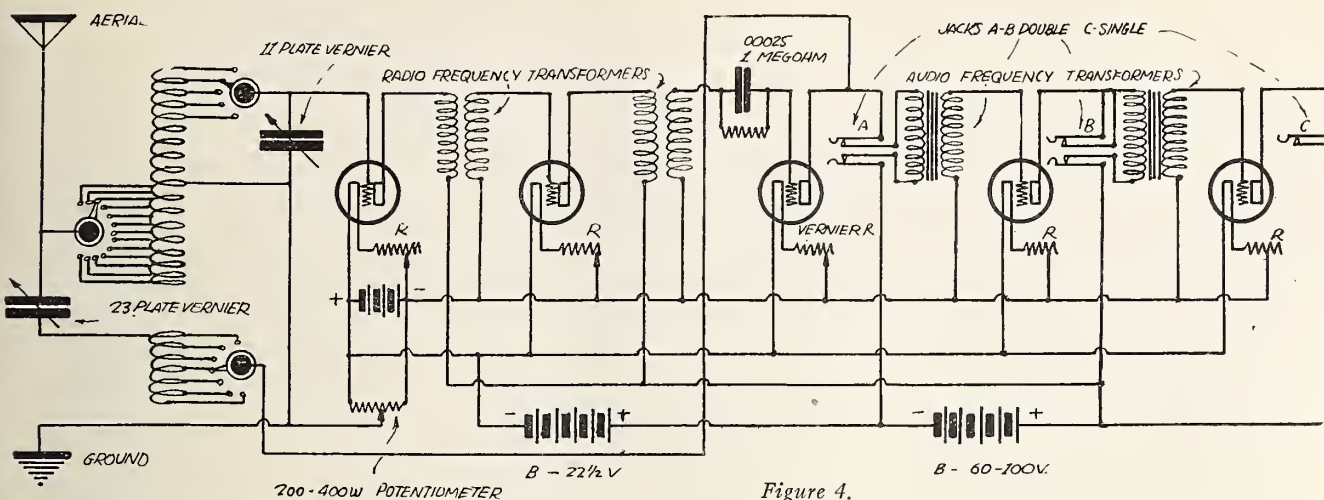 AERIAL
11 PLATE VERNIER
RADIO FREQUENCY TRANSFORMERS
00025
1 MEGOHM
JACKS A-B DOUBLE C-SINGLE
AUDIO FREQUENCY TRANSFORMERS
A
B
C
R
R
VERNIER R
R
R
+ -
23 PLATE VERNIER
- +
- +
GROUND
B - 22½ V
B - 60-100V.
200-400W POTENTIOMETER
Figure 4.